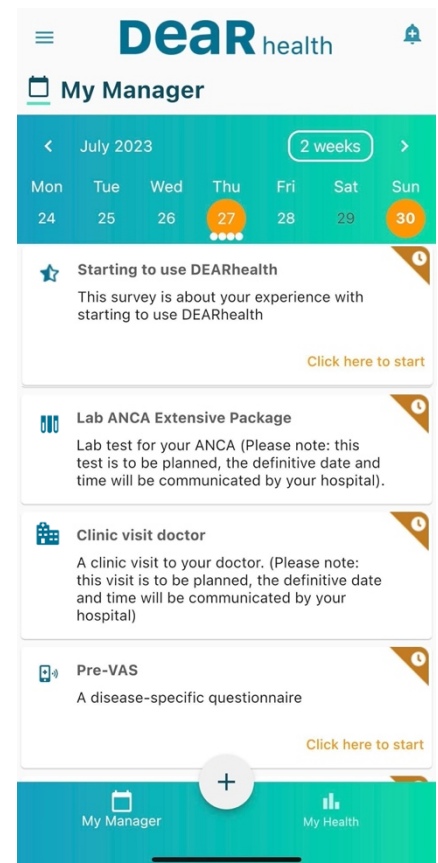 DeaR health
My Manager
July 2023
2 weeks
Mon Tue Wed Thu Fri Sat Sun
24 25 26 27 28 29 30
Starting to use DEARhealth
This survey is about your experience with
starting to use DEARhealth
Click here to start
Lab ANCA Extensive Package
Lab test for your ANCA (Please note: this
test is to be planned, the definitive date and
time will be communicated by your hospital).
Clinic visit doctor
A clinic visit to your doctor. (Please note:
this visit is to be planned, the definitive date
and time will be communicated by your
hospital)
Pre-VAS
A disease-specific questionnaire
Click here to start
My Manager
My Health